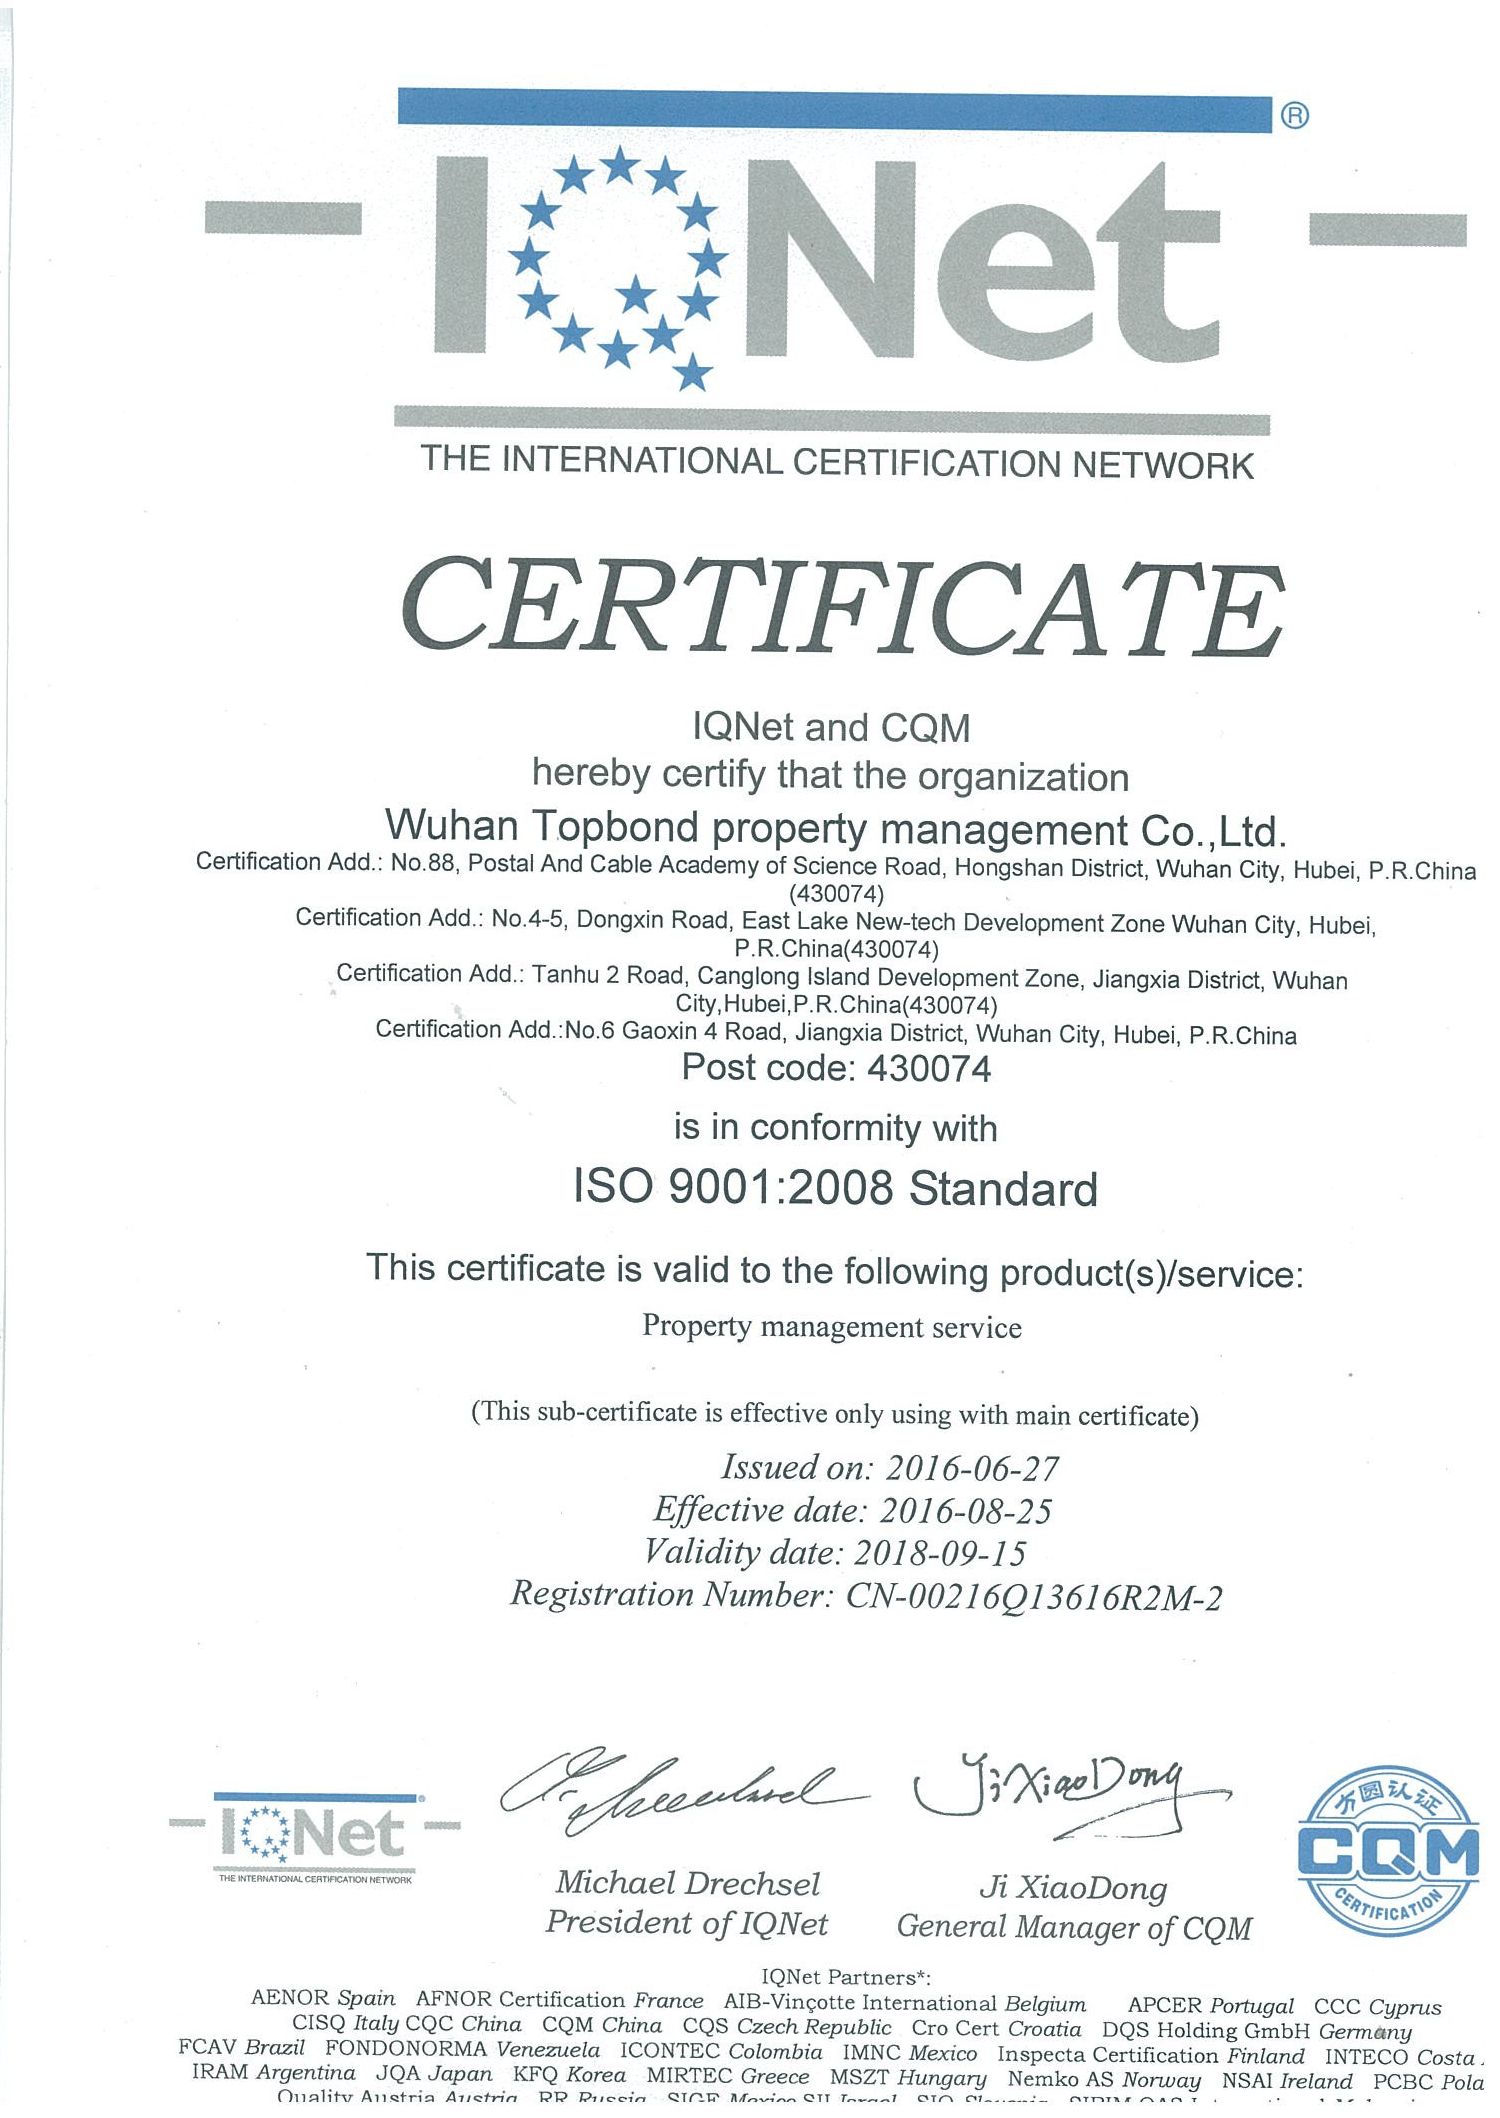 IQNet ®
THE INTERNATIONAL CERTIFICATION NETWORK
CERTIFICATE
IQNet and CQM
hereby certify that the organization
Wuhan Topbond property management Co.,Ltd.
Certification Add.: No.88, Postal And Cable Academy of Science Road, Hongshan District, Wuhan City, Hubei, P.R.China
(430074)
Certification Add.: No.4-5, Dongxin Road, East Lake New-tech Development Zone Wuhan City, Hubei,
P.R.China(430074)
Certification Add.: Tanhu 2 Road, Canglong Island Development Zone, Jiangxia District, Wuhan
City,Hubei,P.R.China(430074)
Certification Add.:No.6 Gaoxin 4 Road, Jiangxia District, Wuhan City, Hubei, P.R.China
Post code: 430074
is in conformity with
ISO 9001:2008 Standard
This certificate is valid to the following product(s)/service:
Property management service
(This sub-certificate is effective only using with main certificate)
Issued on: 2016-06-27
Effective date: 2016-08-25
Validity date: 2018-09-15
Registration Number: CN-00216Q13616R2M-2
Ji XiaoDong
IQNet
THE INTERNATIONAL CERTIFICATION NETWORK
Michael Drechsel
President of IQNet
Ji XiaoDong
General Manager of CQM
方圆认证
CQM
CERTIFICATION
IQNet Partners*:
AENOR Spain AFNOR Certification France AIB-Vinçotte International Belgium APCER Portugal CCC Cyprus
CISQ Italy CQC China CQM China CQS Czech Republic Cro Cert Croatia DQS Holding GmbH Germany
FCAV Brazil FONDONORMA Venezuela ICONTEC Colombia IMNC Mexico Inspecta Certification Finland INTECO Costa
IRAM Argentina JQA Japan KFQ Korea MIRTEC Greece MSZT Hungary Nemko AS Norway NSAI Ireland PCBC Pola
Quality Austria Austria RR Russia SIGE Mexico SII Israel SIQ Slovenia